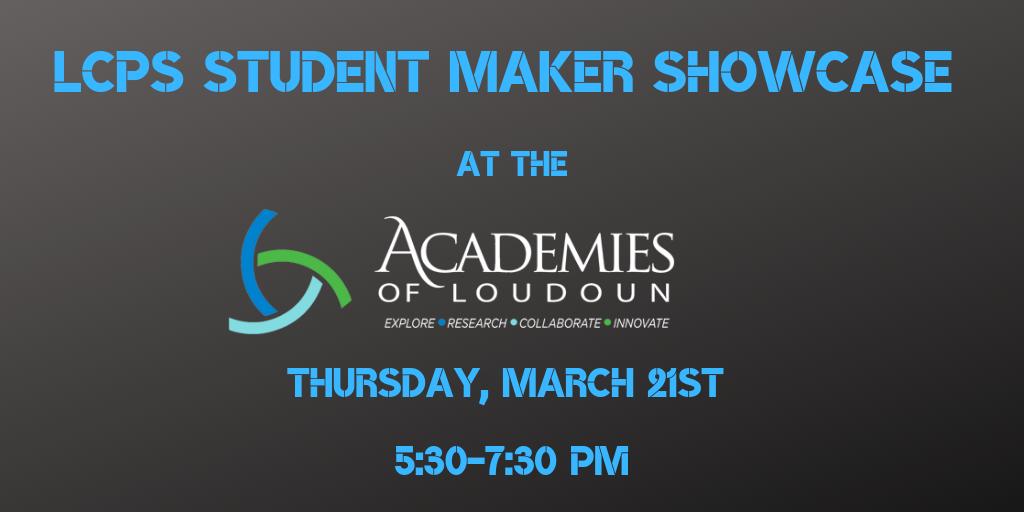 LCPS STUDENT MAKER SHOWCASE
AT THE
ACADEMIES
OF LOUDOUN
EXPLORE • RESEARCH • COLLABORATE • INNOVATE
THURSDAY, MARCH 21ST
5:30-7:30 PM